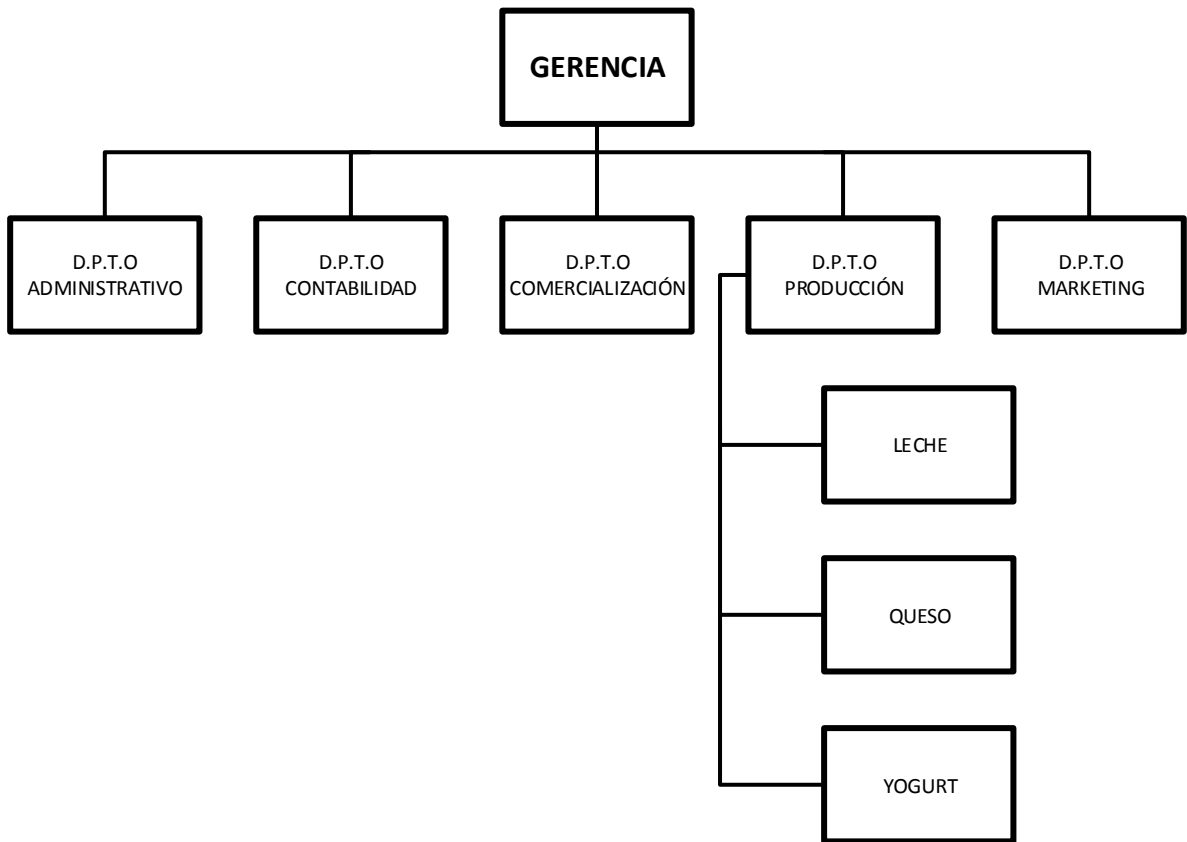 GERENCIA
D.P.T.O
ADMINISTRATIVO
D.P.T.O
CONTABILIDAD
D.P.T.O
COMERCIALIZACIÓN
D.P.T.O
PRODUCCIÓN
D.P.T.O
MARKETING
LECHE
QUESO
YOGURT